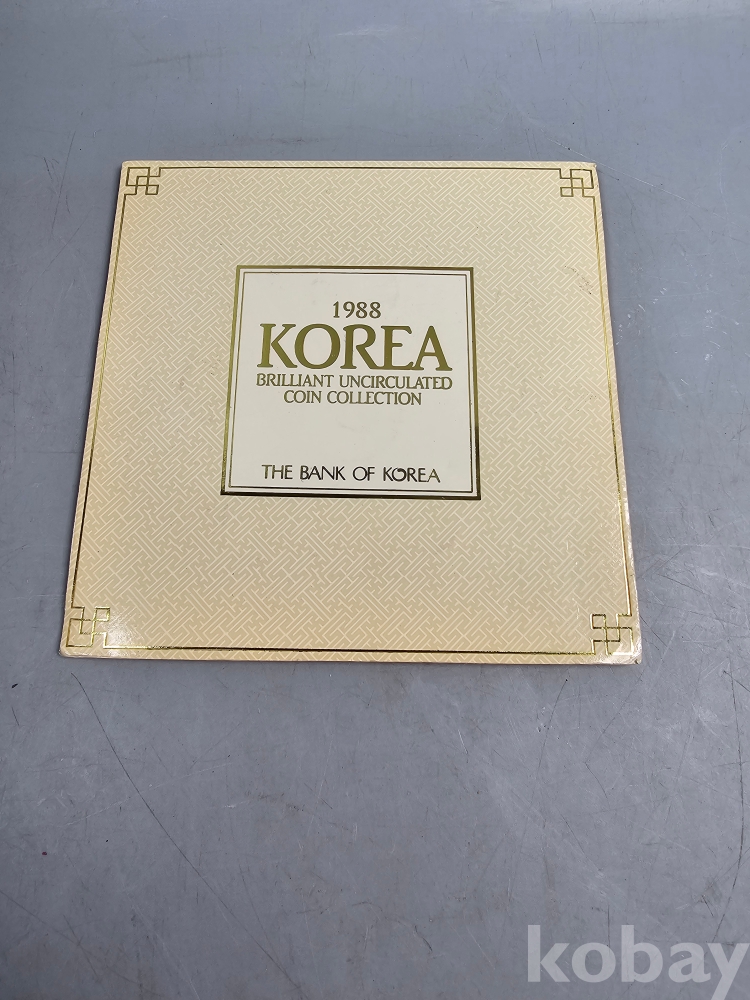 1988
KOREA
BRILLIANT UNCIRCULATED
COIN COLLECTION
THE BANK OF KOREA
kobay